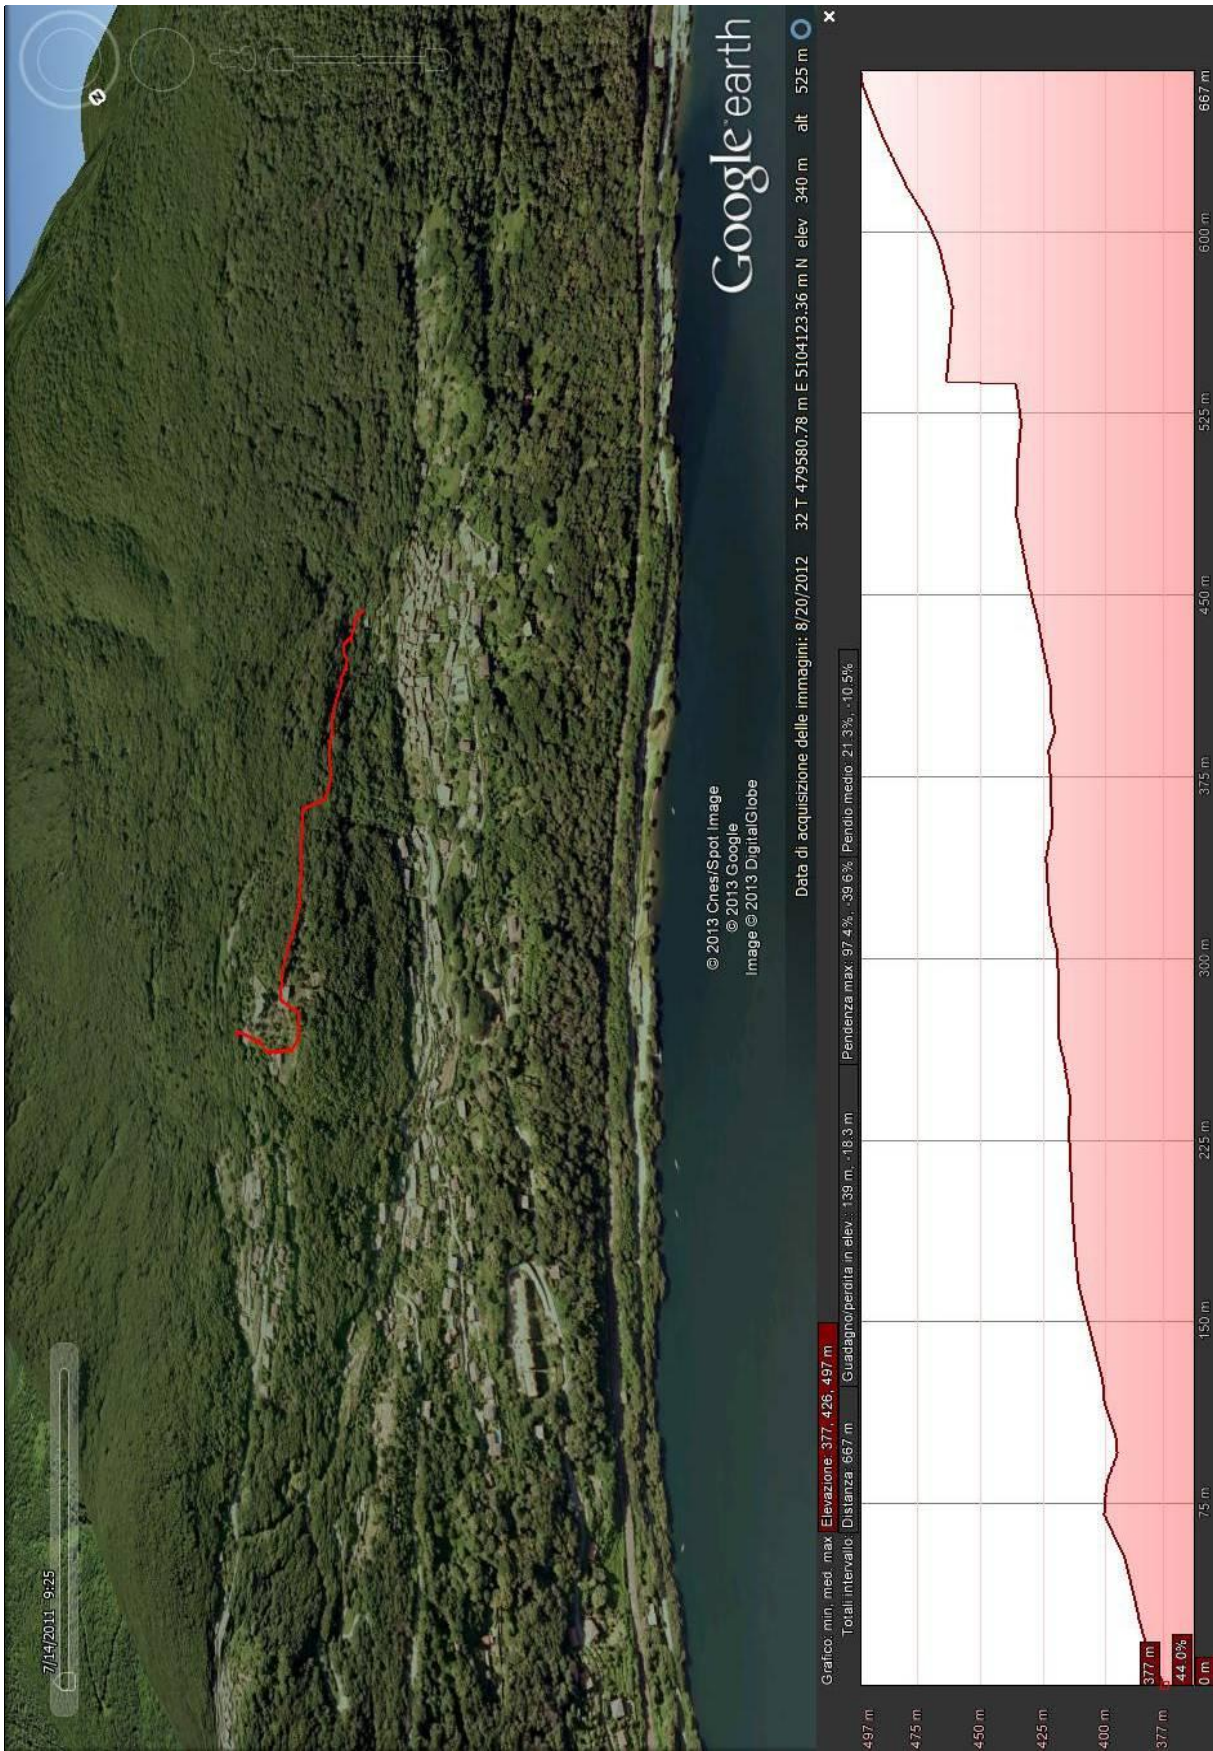 7/14/2011 9:25
© 2013 Cnes/Spot Image
© 2013 Google
Image © 2013 DigitalGlobe
Google earth
Data di acquisizione delle immagini: 8/20/2012 32 T 479580.78 m E 5104123.36 m N elev 340 m alt 525 m
Grafico: min, med, max Elevazione: 377, 426, 497 m
Totali intervallo: Distanza: 667 m Guadagno/perdita in elev.: 139 m, -18.3 m Pendenza max: 97.4%, -39.6% Pendio medio: 21.3%, -10.5%
497 m
475 m
450 m
425 m
400 m
377 m
377 m
44.0%
0 m 75 m 150 m 225 m 300 m 375 m 450 m 525 m 600 m 667 m